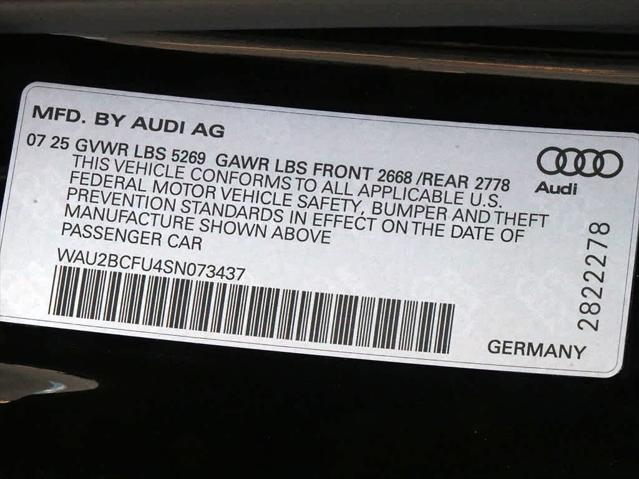 MFD. BY AUDI AG
07 25 GVWR LBS 5269 GAWR LBS FRONT 2668 /REAR 2778
THIS VEHICLE CONFORMS TO ALL APPLICABLE U.S.
FEDERAL MOTOR VEHICLE SAFETY, BUMPER AND THEFT
PREVENTION STANDARDS IN EFFECT ON THE DATE OF
MANUFACTURE SHOWN ABOVE
PASSENGER CAR
WAU2BCFU4SN073437
Audi
2822278
GERMANY